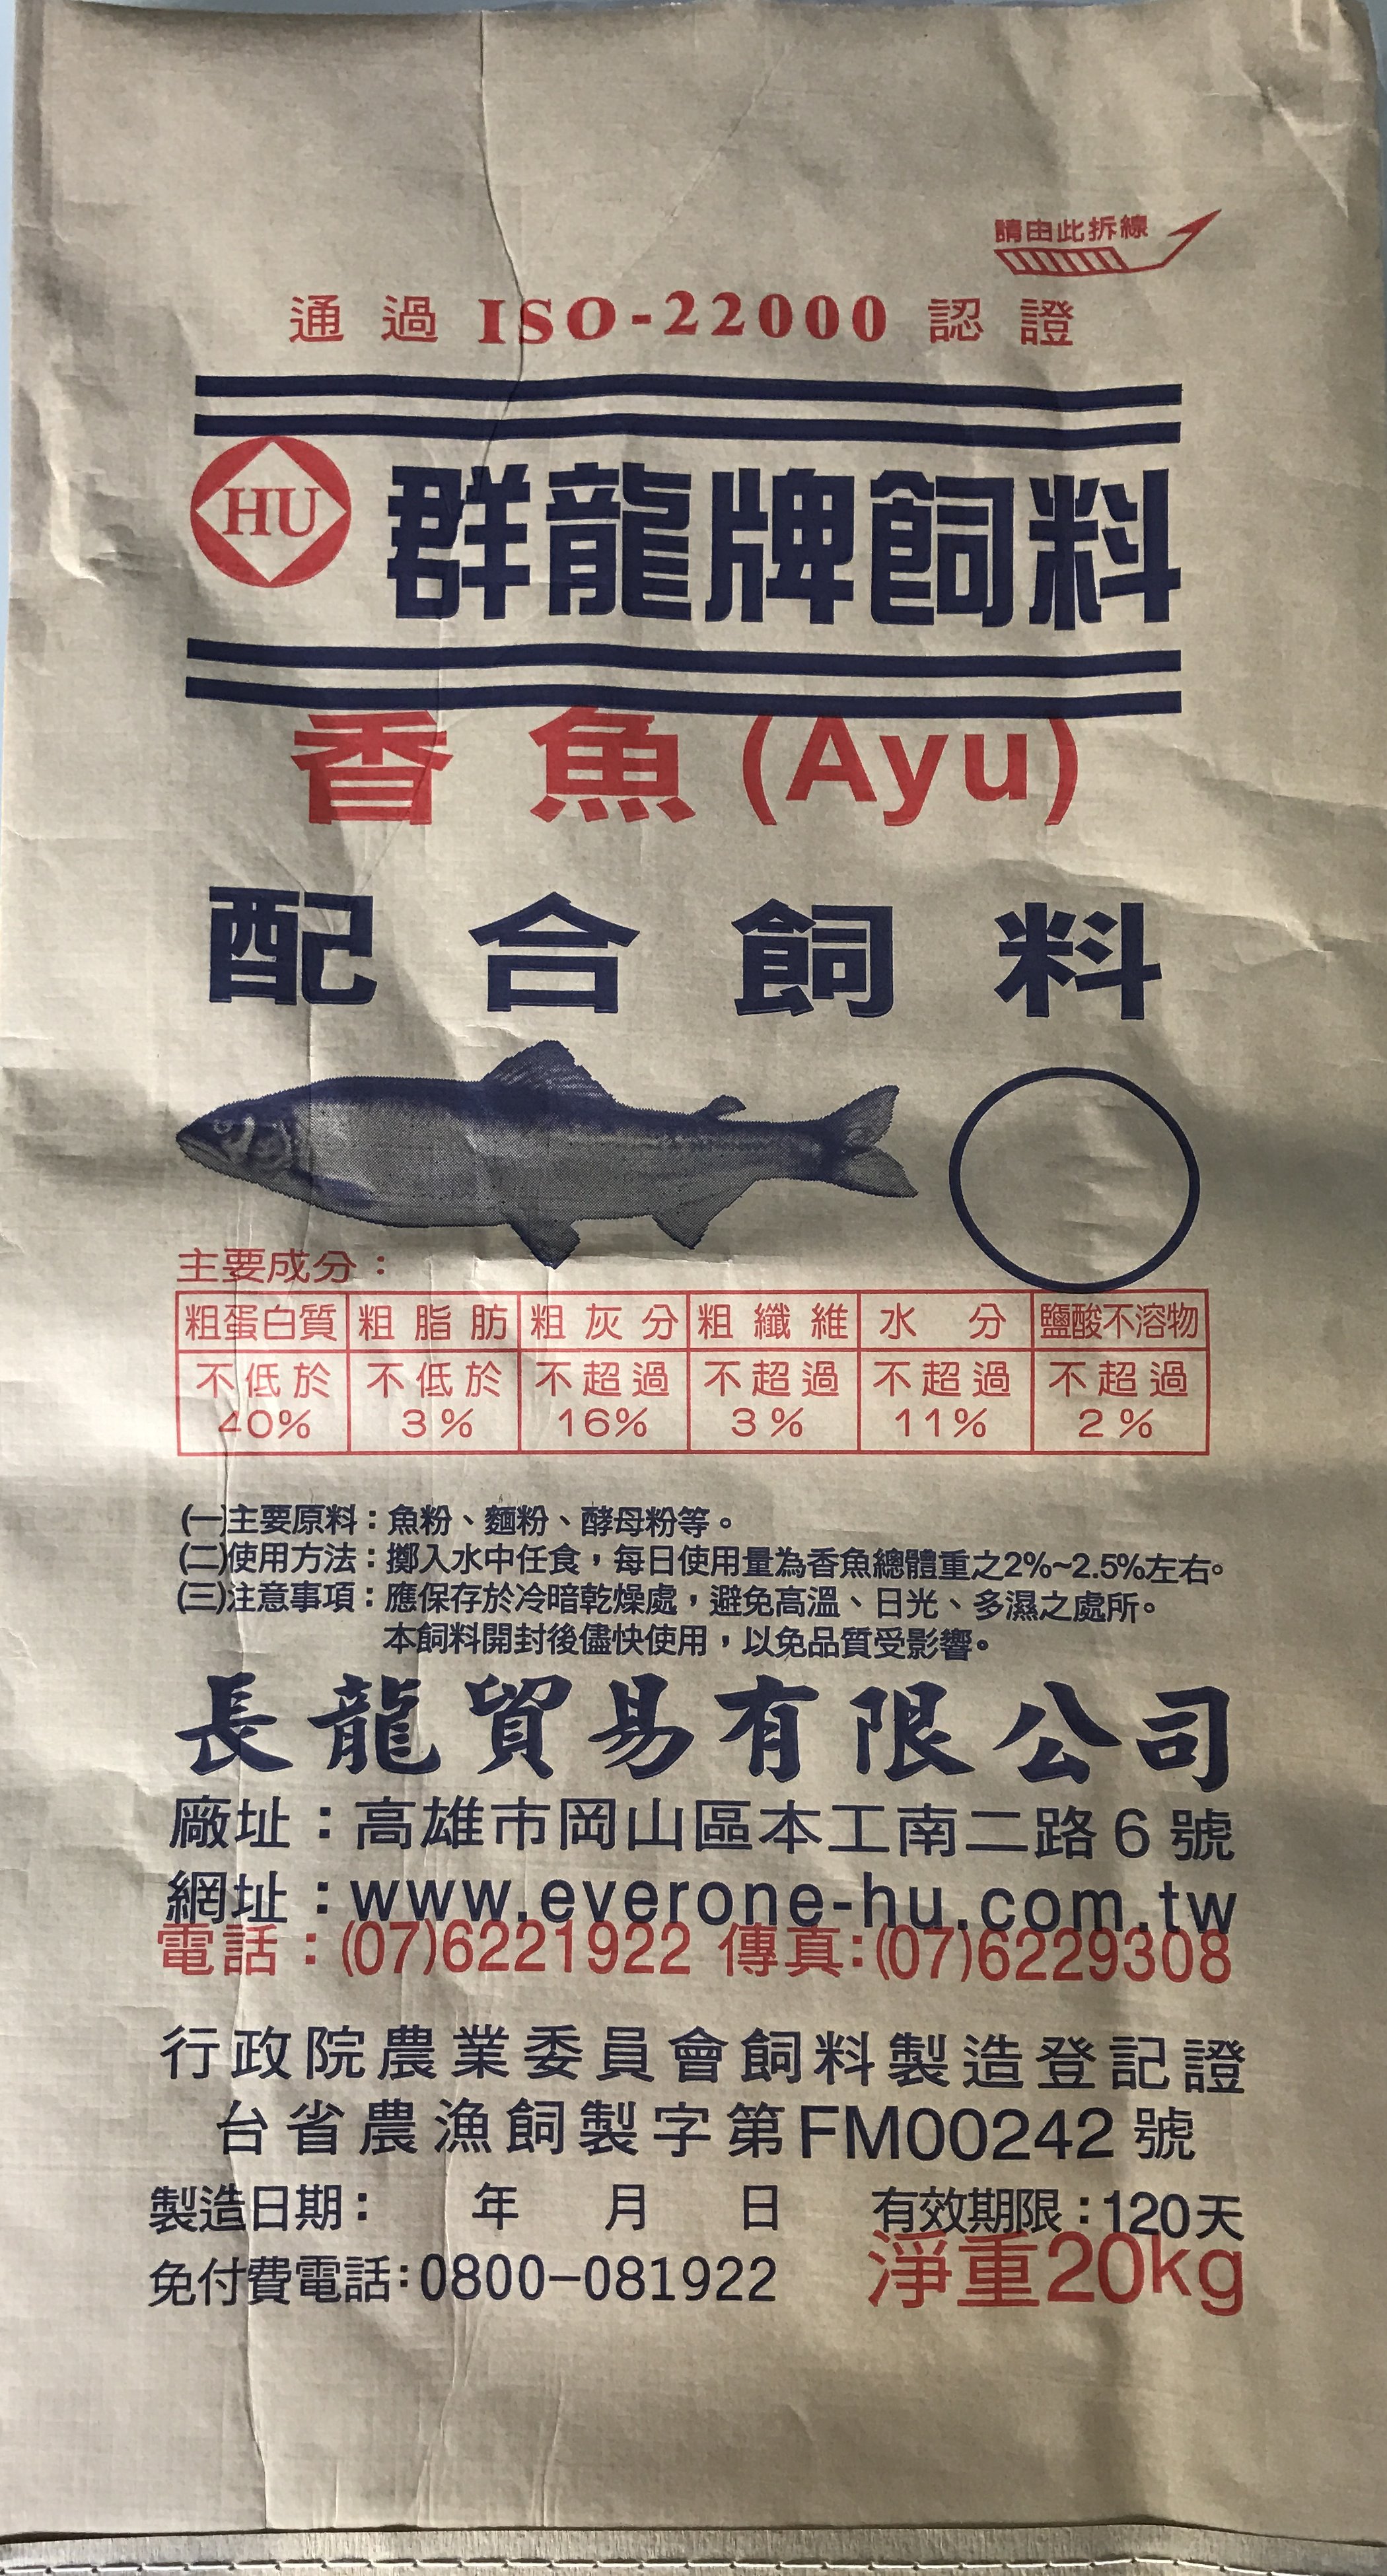 請由此拆線
通過ISO-22000認證
HU
群龍牌飼料
香魚(Ayu)
配合飼料
主要成分：
粗蛋白質 粗脂肪 粗灰分 粗纖維 水分 鹽酸不溶物
不低於 不低於 不超過 不超過 不超過 不超過
40% 3% 16% 3% 11% 2%
(一)主要原料：魚粉、麵粉、酵母粉等。
(二)使用方法：擲入水中任食，每日使用量為香魚總體重之2%~2.5%左右。
(三)注意事項：應保存於冷暗乾燥處，避免高溫、日光、多濕之處所。
本飼料開封後儘快使用，以免品質受影響。
長龍貿易有限公司
廠址：高雄市岡山區本工南二路6號
網址：www.everone-hu.com.tw
電話：(07)6221922 傳真：(07)6229308
行政院農業委員會飼料製造登記證
台省農漁飼製字第FM00242號
製造日期： 年 月 日 有效期限：120天
免付費電話：0800-081922 淨重20kg